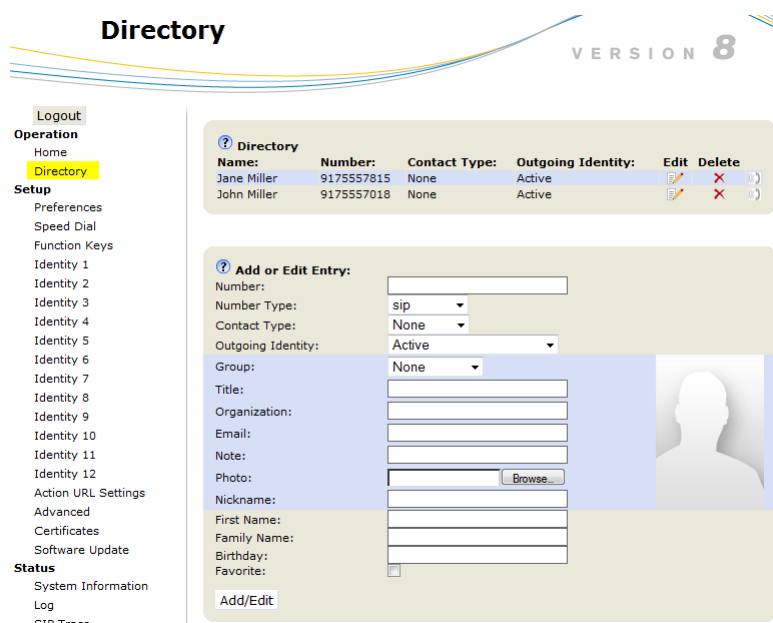 Directory
VERSION 8
Logout
Operation
Home
Directory
Setup
Preferences
Speed Dial
Function Keys
Identity 1
Identity 2
Identity 3
Identity 4
Identity 5
Identity 6
Identity 7
Identity 8
Identity 9
Identity 10
Identity 11
Identity 12
Action URL Settings
Advanced
Certificates
Software Update
Status
System Information
Log
SIP Trace
? Directory
Name: Number: Contact Type: Outgoing Identity: Edit Delete
Jane Miller 9175557815 None Active
John Miller 9175557018 None Active
? Add or Edit Entry:
Number:
Number Type: sip
Contact Type: None
Outgoing Identity: Active
Group: None
Title:
Organization:
Email:
Note:
Photo: Browse...
Nickname:
First Name:
Family Name:
Birthday:
Favorite:
Add/Edit